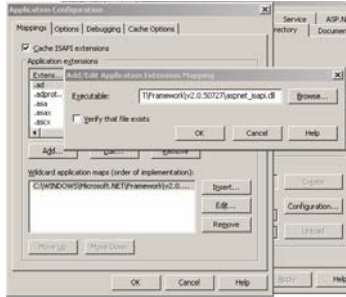 Application Configuration
Mappings Options Debugging Cache Options
Service ASP.N
rectory Documen
Cache ISAPI extensions
Application extensions
Extens...
.ad
.adprot...
.asa
.asax
.ascx
Add/Edit Application Extension Mapping
Executable: T\Framework\v2.0.50727\aspnet_isapi.dll Browse...
Verify that file exists
OK Cancel Help
Add... Edit... Remove
Wildcard application maps (order of implementation):
C:\WINDOWS\Microsoft.NET\Framework\v2.0.... Insert...
Edit...
Remove
Move Up Move Down
OK Cancel Help
Create
Configuration...
Unload
Apply Help